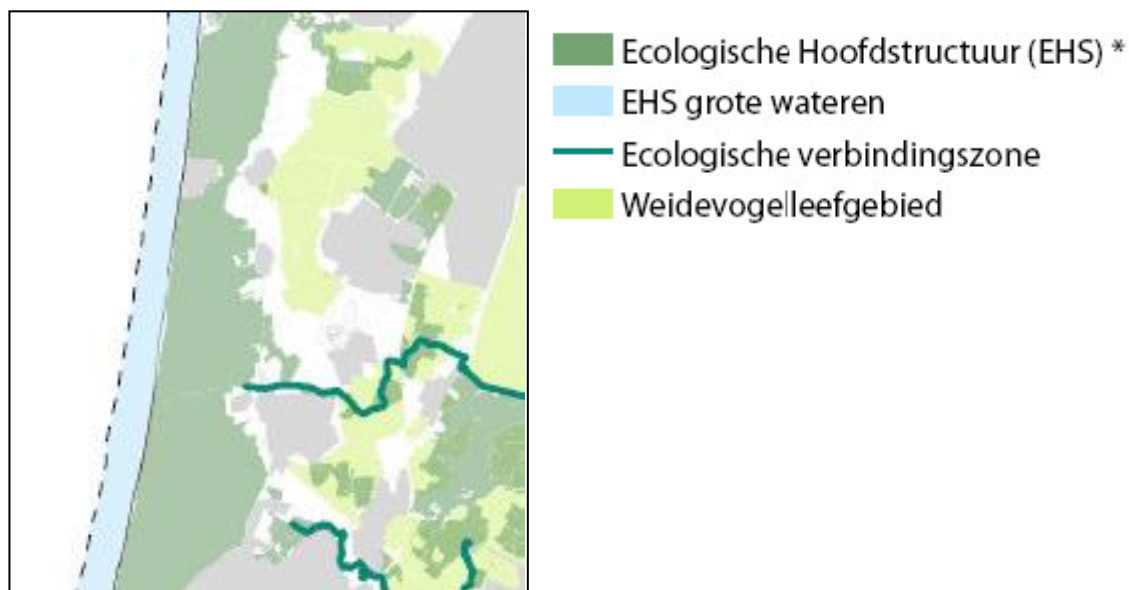 Ecologische Hoofdstructuur (EHS) *
EHS grote wateren
Ecologische verbindingszone
Weidevogelleefgebied